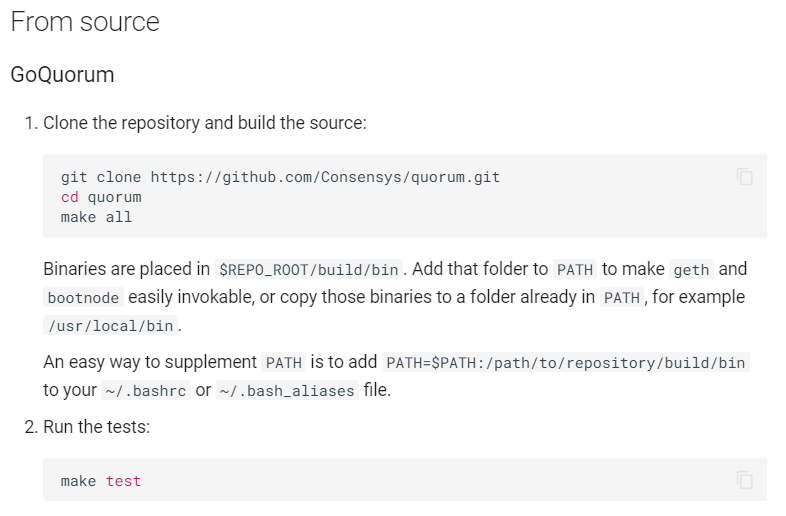 From source
GoQuorum
1. Clone the repository and build the source:
git clone https://github.com/Consensys/quorum.git
cd quorum
make all
Binaries are placed in $REPO_ROOT/build/bin. Add that folder to PATH to make geth and
bootnode easily invokable, or copy those binaries to a folder already in PATH, for example
/usr/local/bin.
An easy way to supplement PATH is to add PATH=$PATH:/path/to/repository/build/bin
to your ~/.bashrc or ~/.bash_aliases file.
2. Run the tests:
make test